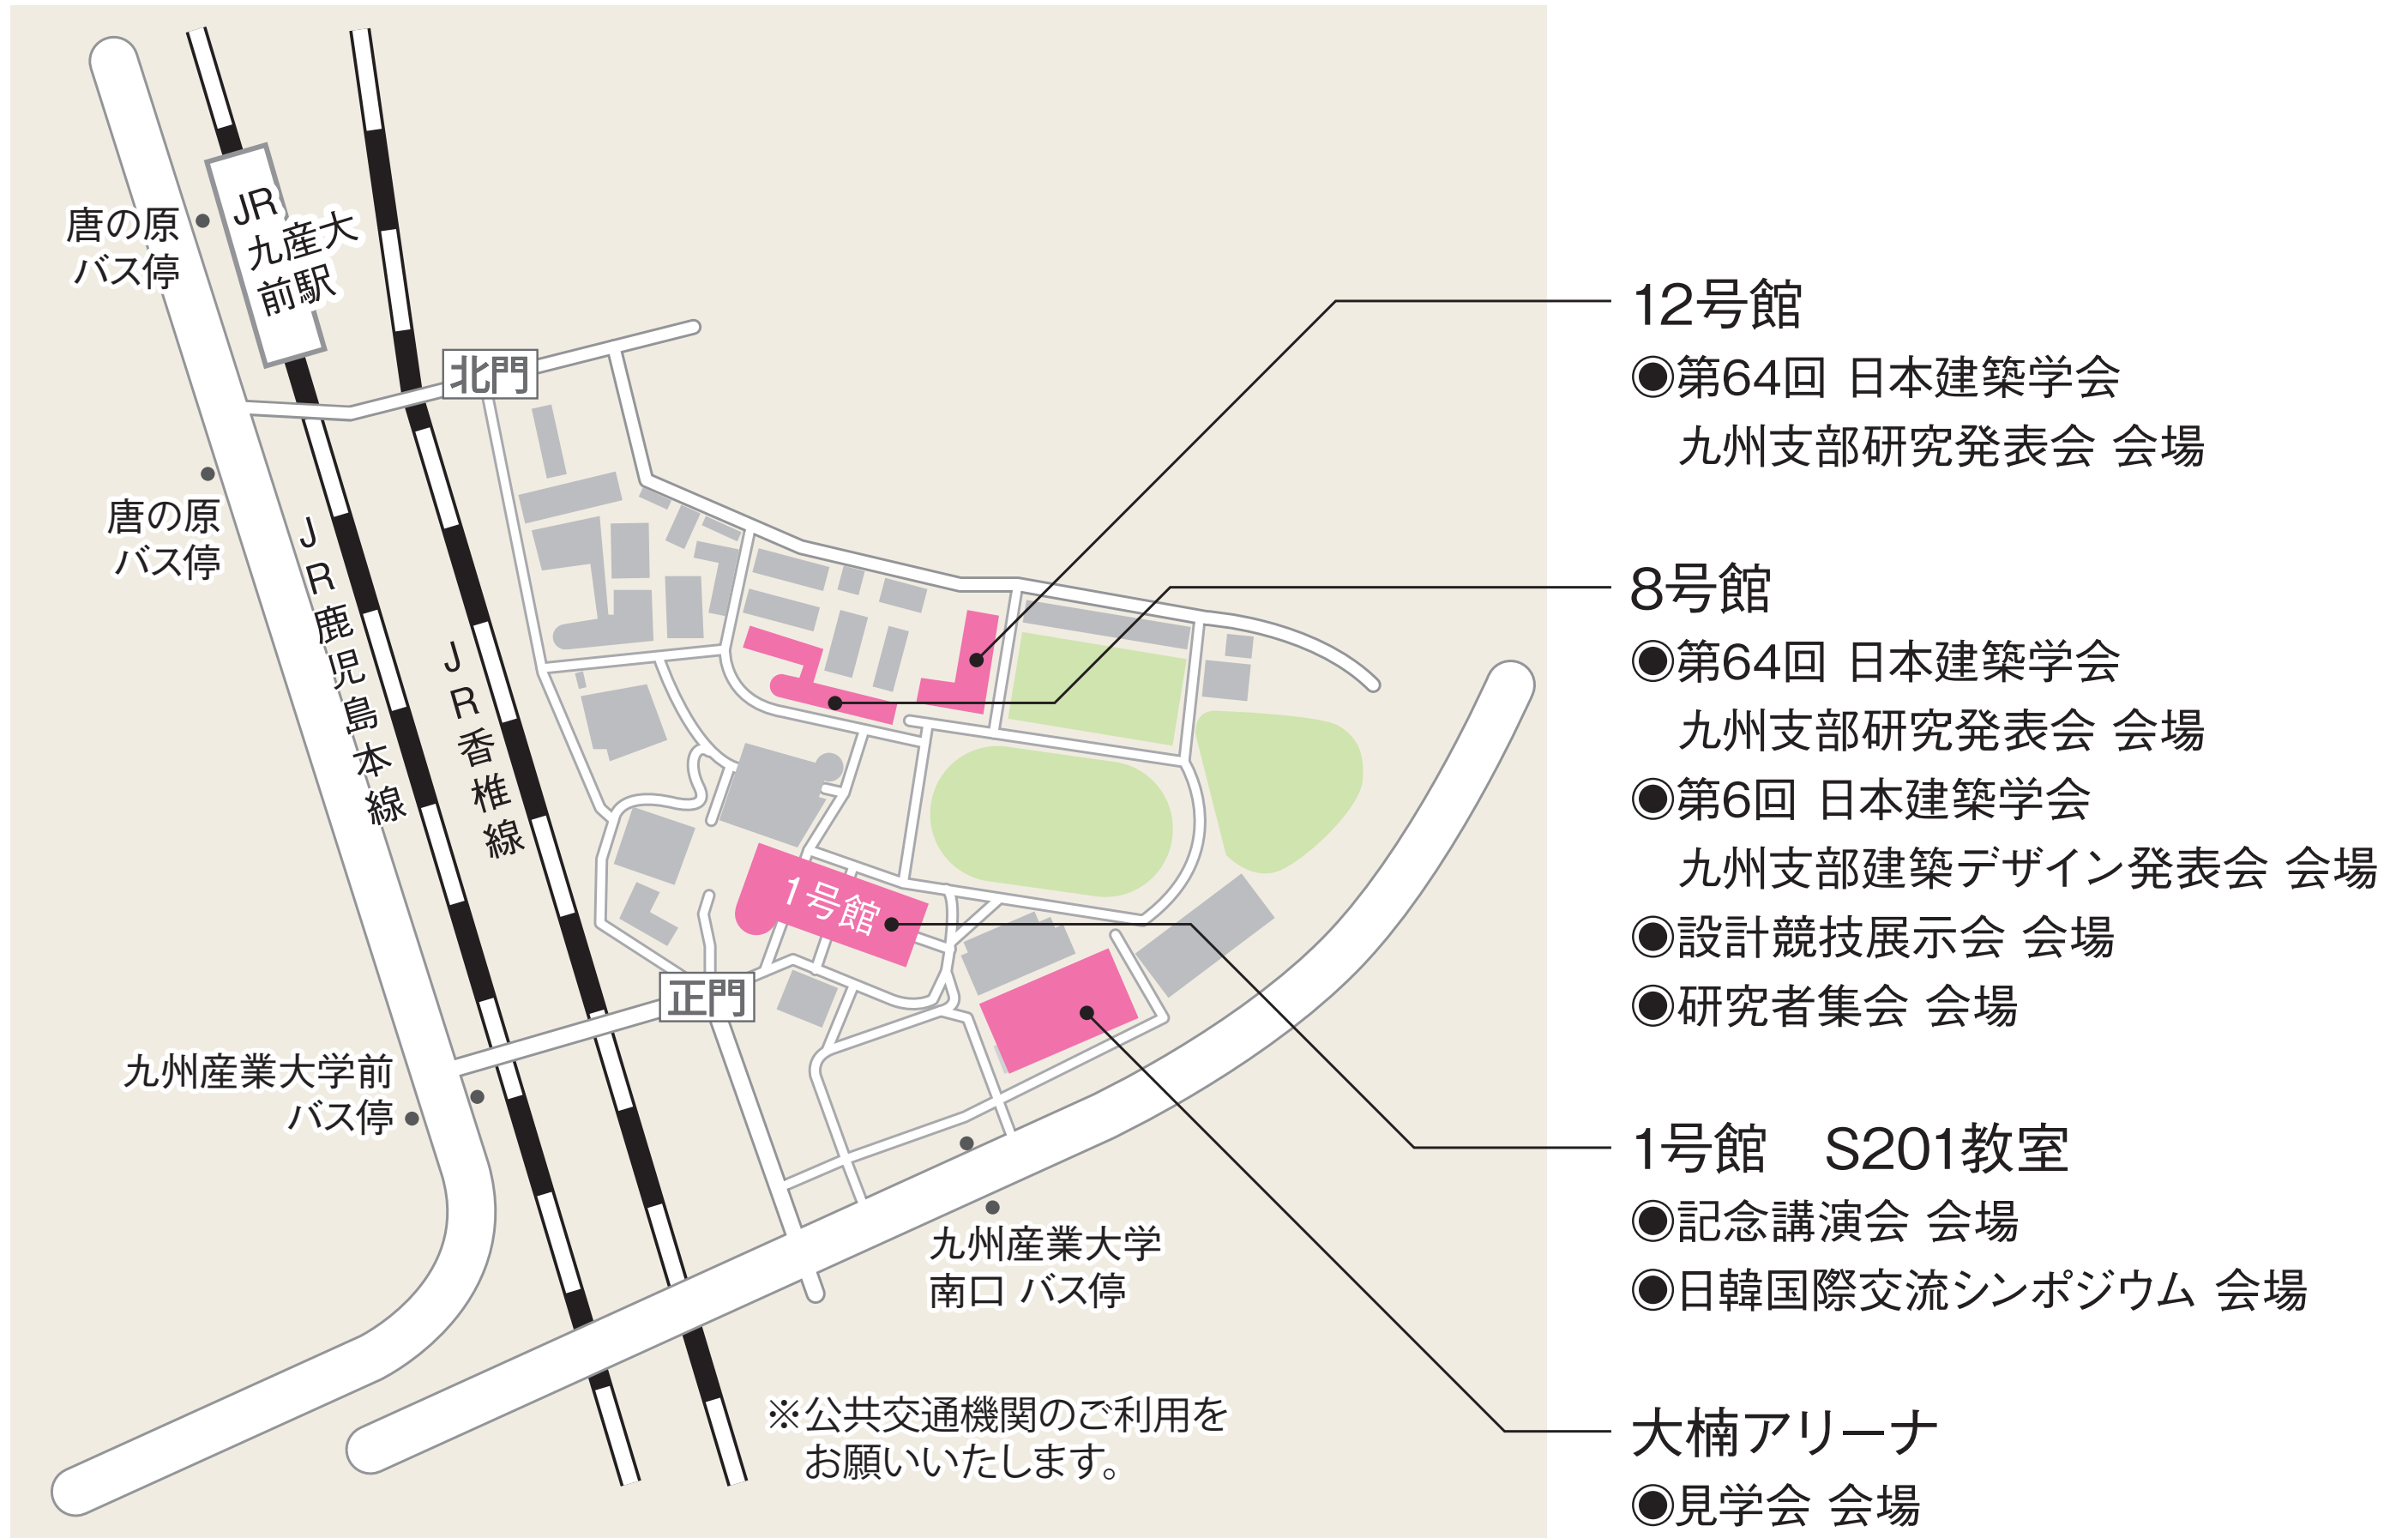 唐の原
バス停
JR
九産大
前駅
北門
唐の原
バス停
JR鹿児島本線
JR香椎線
1号館
正門
九州産業大学前
バス停
九州産業大学
南口 バス停
※公共交通機関のご利用を
お願いいたします。
12号館
◉第64回 日本建築学会
九州支部研究発表会 会場
8号館
◉第64回 日本建築学会
九州支部研究発表会 会場
◉第6回 日本建築学会
九州支部建築デザイン発表会 会場
◉設計競技展示会 会場
◉研究者集会 会場
1号館　S201教室
◉記念講演会 会場
◉日韓国際交流シンポジウム 会場
大楠アリーナ
◉見学会 会場